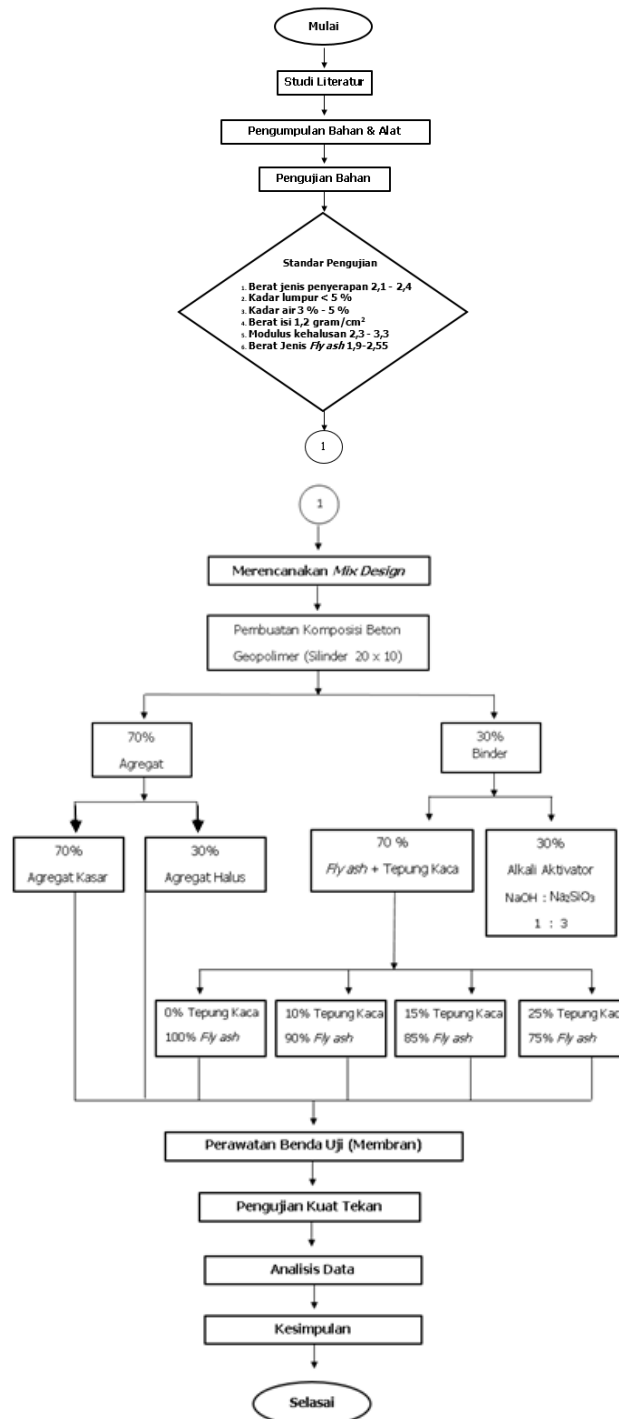 Mulai
Studi Literatur
Pengumpulan Bahan & Alat
Pengujian Bahan
Standar Pengujian
1. Berat jenis penyerapan 2,1 - 2,4
2. Kadar lumpur < 5 %
3. Kadar air 3 % - 5 %
4. Berat isi 1,2 gram/cm²
5. Modulus kehalusan 2,3 - 3,3
6. Berat Jenis Fly ash 1,9-2,55
1
1
Merencanakan Mix Design
Pembuatan Komposisi Beton
Geopolimer (Silinder 20 x 10)
70%
Agregat
30%
Binder
70%
Agregat Kasar
30%
Agregat Halus
70 %
Fly ash + Tepung Kaca
30%
Alkali Aktivator
NaOH : Na₂SiO₃
1 : 3
0% Tepung Kaca
100% Fly ash
10% Tepung Kaca
90% Fly ash
15% Tepung Kaca
85% Fly ash
25% Tepung Kac
75% Fly ash
Perawatan Benda Uji (Membran)
Pengujian Kuat Tekan
Analisis Data
Kesimpulan
Selasai